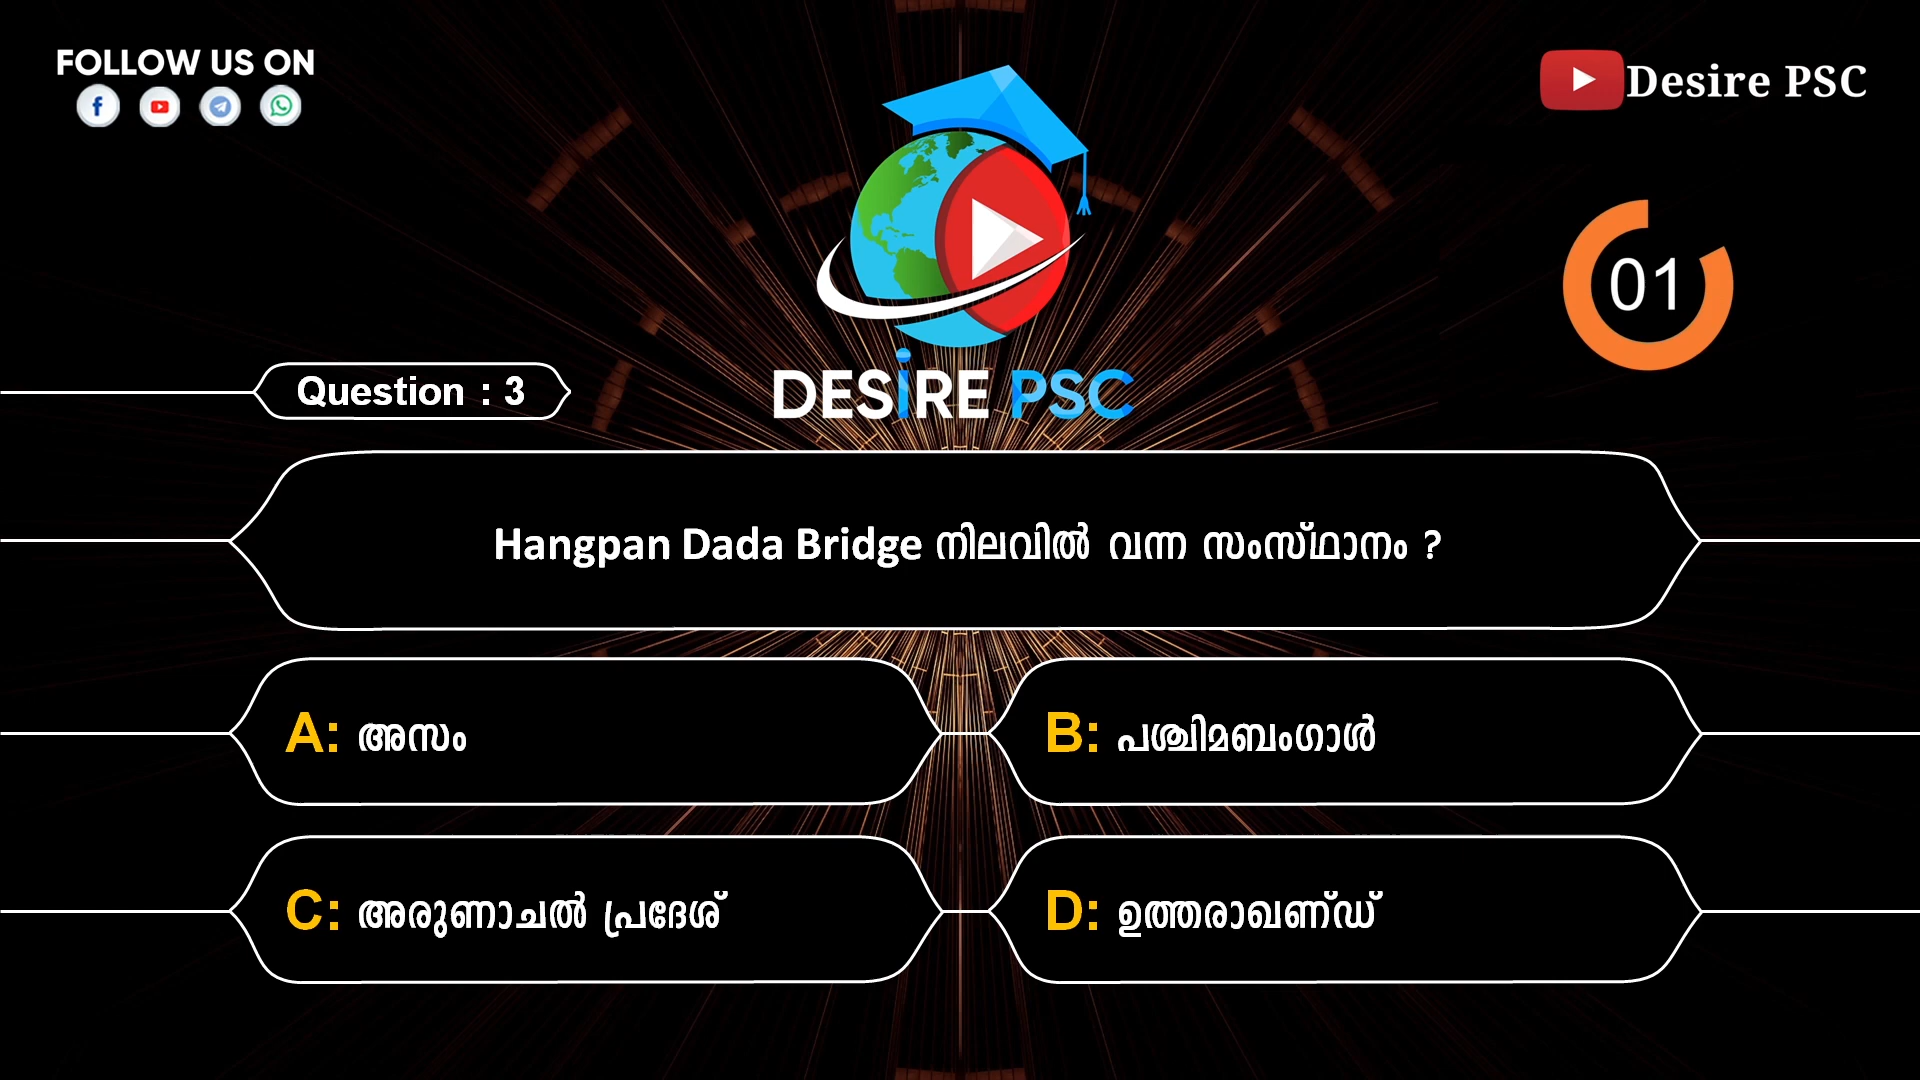 FOLLOW US ON
Desire PSC
01
DESiRE PSC
Question : 3
Hangpan Dada Bridge നിലവിൽ വന്ന സംസ്ഥാനം ?
A: അസം
B: പശ്ചിമബംഗാൾ
C: അരുണാചൽ പ്രദേശ്
D: ഉത്തരാഖണ്ഡ്